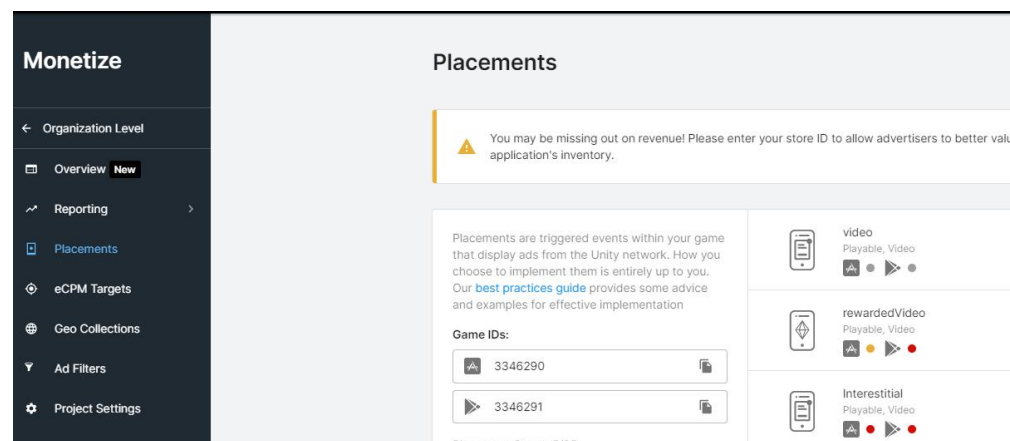 Monetize
Organization Level
Overview New
Reporting
Placements
eCPM Targets
Geo Collections
Ad Filters
Project Settings
Placements
You may be missing out on revenue! Please enter your store ID to allow advertisers to better
application's inventory.
Placements are triggered events within your game
that display ads from the Unity network. How you
choose to implement them is entirely up to you.
Our best practices guide provides some advice
and examples for effective implementation
Game IDs:
3346290
3346291
video
Playable, Video
rewardedVideo
Playable, Video
Interestitial
Playable, Video